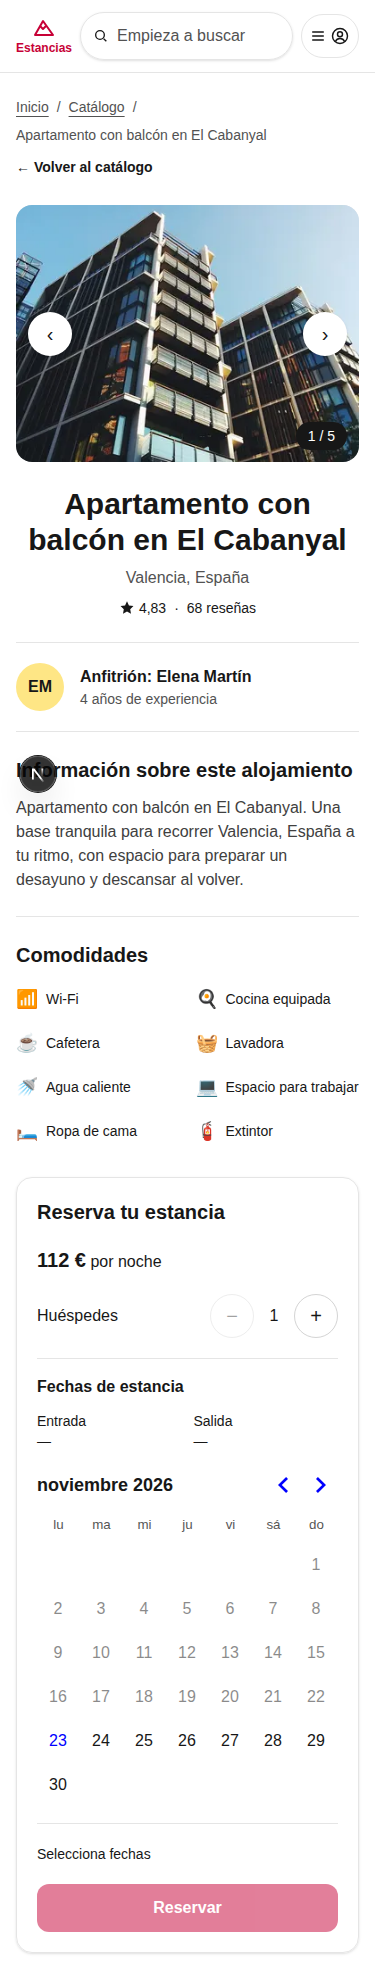 Estancias
Empieza a buscar
Inicio / Catálogo /
Apartamento con balcón en El Cabanyal
← Volver al catálogo
‹ ›
1 / 5
Apartamento con
balcón en El Cabanyal
Valencia, España
4,83 · 68 reseñas
EM
Anfitrión: Elena Martín
4 años de experiencia
Información sobre este alojamiento
Apartamento con balcón en El Cabanyal. Una
base tranquila para recorrer Valencia, España a
tu ritmo, con espacio para preparar un
desayuno y descansar al volver.
Comodidades
Wi-Fi Cocina equipada
Cafetera Lavadora
Agua caliente Espacio para trabajar
Ropa de cama Extintor
Reserva tu estancia
112 € por noche
Huéspedes − 1 +
Fechas de estancia
Entrada Salida
— —
noviembre 2026
lu ma mi ju vi sá do
1
2 3 4 5 6 7 8
9 10 11 12 13 14 15
16 17 18 19 20 21 22
23 24 25 26 27 28 29
30
Selecciona fechas
Reservar